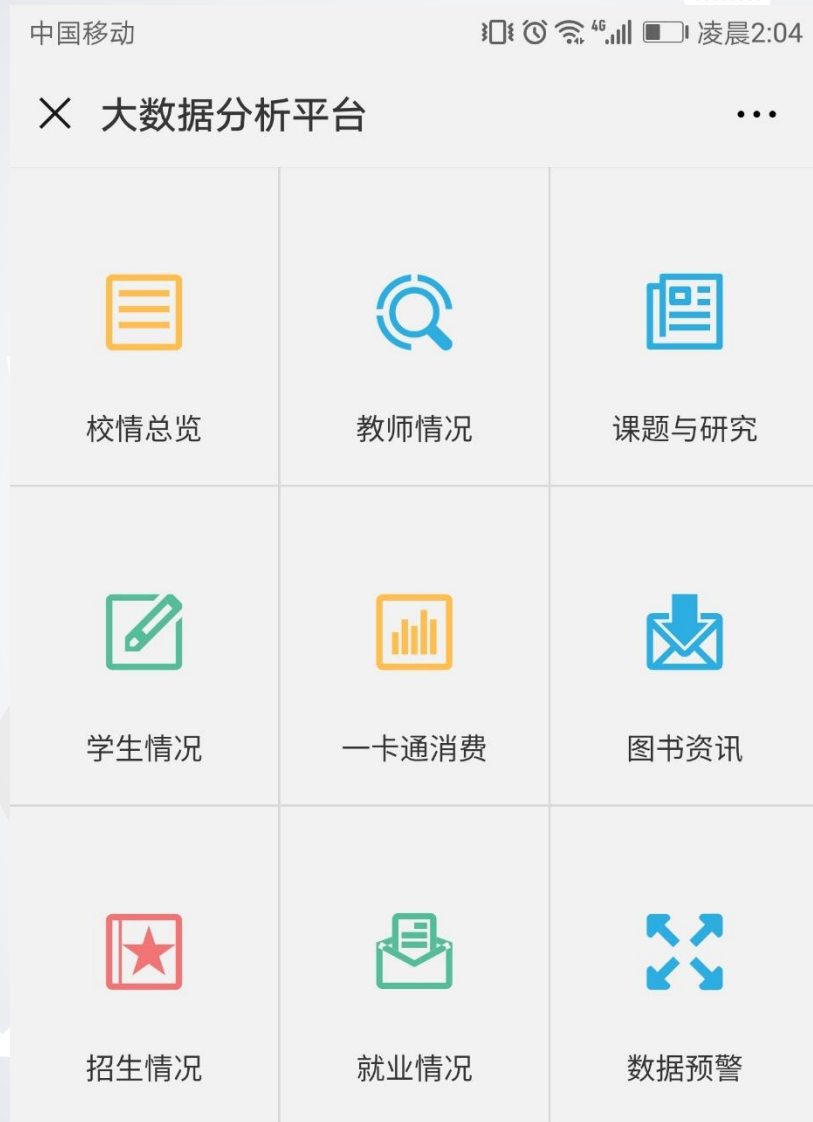 中国移动 4G 凌晨2:04
大数据分析平台
校情总览 教师情况 课题与研究
学生情况 一卡通消费 图书资讯
招生情况 就业情况 数据预警